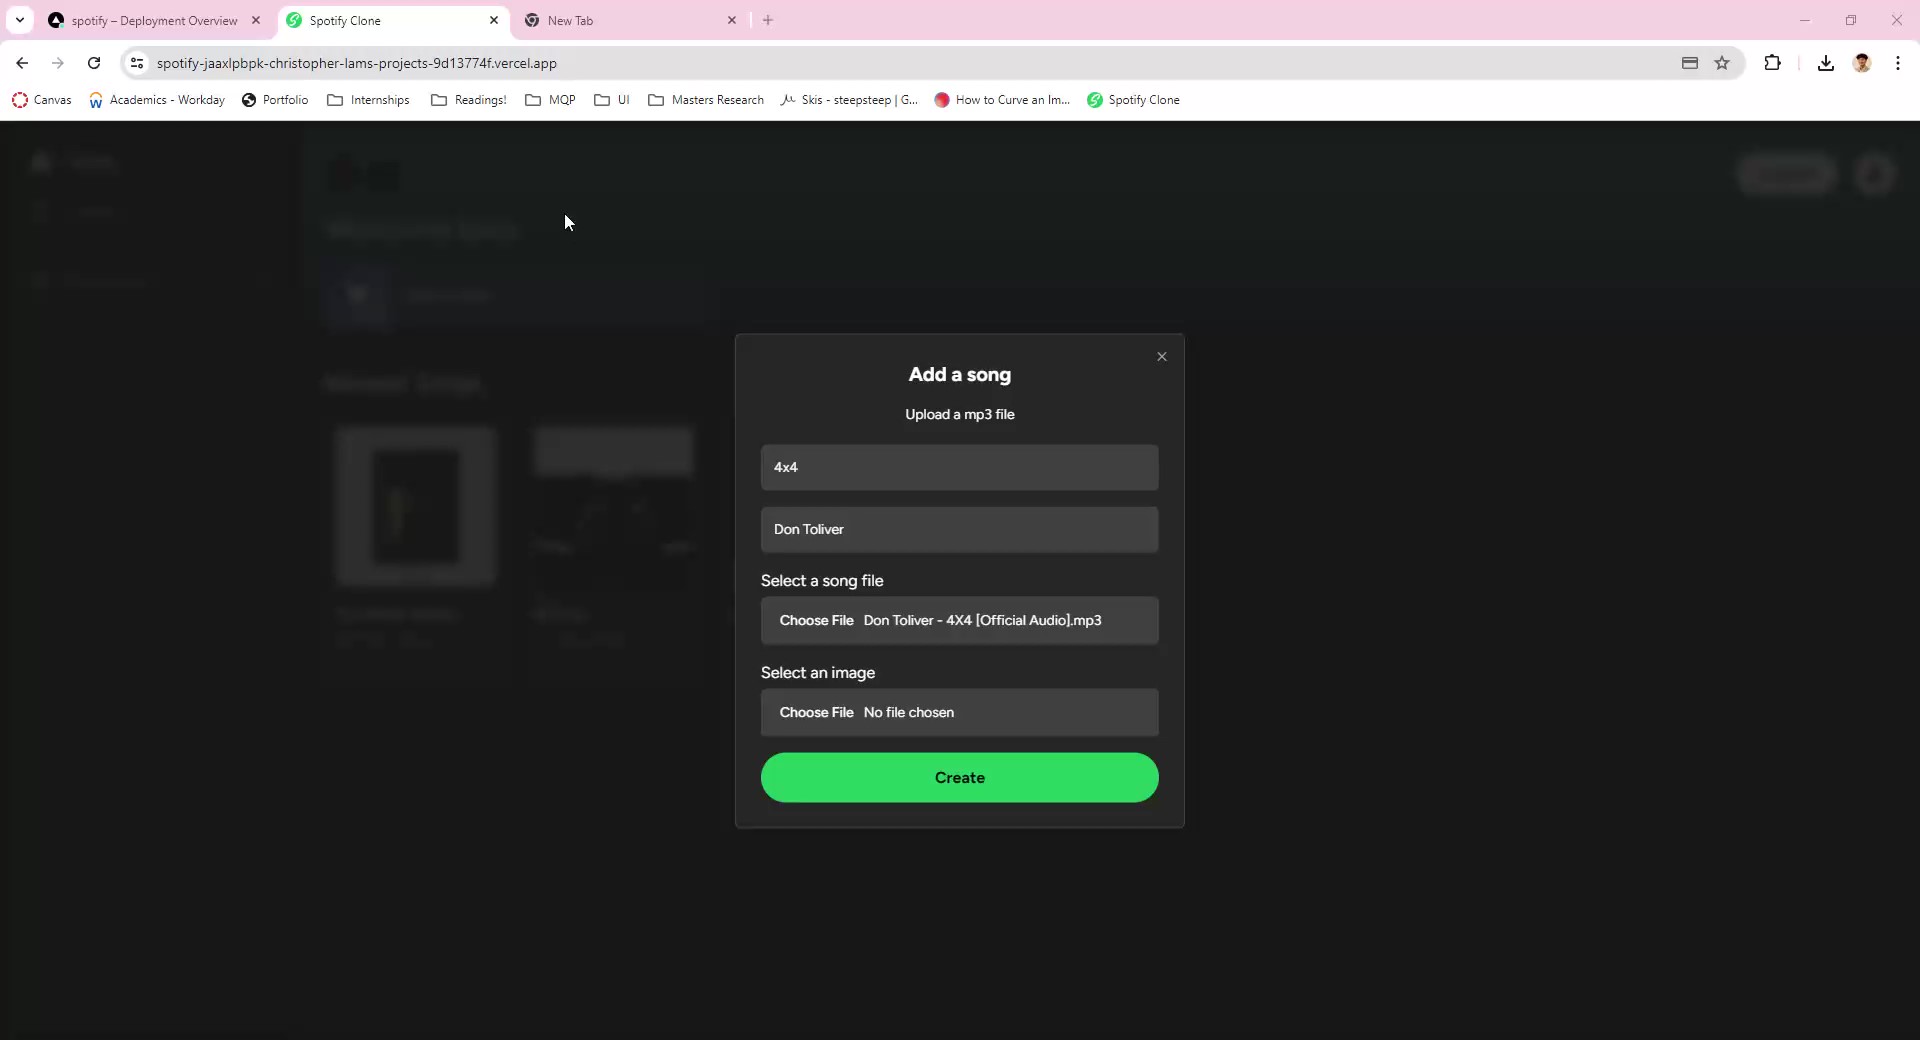 spotify – Deployment Overview
Spotify Clone
New Tab
spotify-jaaxlpbpk-christopher-lams-projects-9d13774f.vercel.app
Canvas
Academics - Workday
Portfolio
Internships
Readings!
MQP
UI
Masters Research
Skis - steepsteep | G...
How to Curve an Im...
Spotify Clone
Add a song
Upload a mp3 file
4x4
Don Toliver
Select a song file
Choose File Don Toliver - 4X4 [Official Audio].mp3
Select an image
Choose File No file chosen
Create